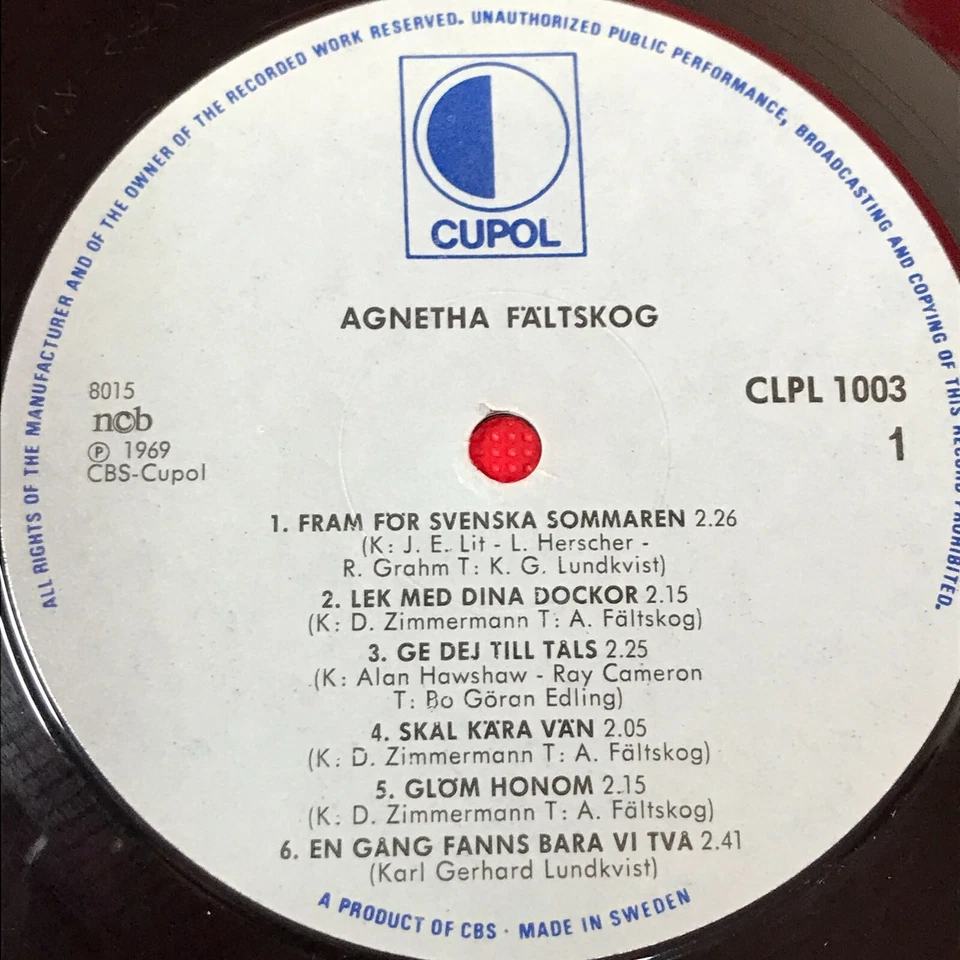 ALL RIGHTS OF THE MANUFACTURER AND OF THE OWNER OF THE RECORDED WORK RESERVED. UNAUTHORIZED PUBLIC PERFORMANCE, BROADCASTING AND COPYING OF THIS RECORD PROHIBITED.
CUPOL
AGNETHA FÄLTSKOG
8015
ncb
Ⓟ 1969
CBS-Cupol
CLPL 1003
1
1. FRAM FÖR SVENSKA SOMMAREN 2.26
(K: J. E. Lit - L. Herscher -
R. Grahm T: K. G. Lundkvist)
2. LEK MED DINA DOCKOR 2.15
(K: D. Zimmermann T: A. Fältskog)
3. GE DEJ TILL TÅLS 2.25
(K: Alan Hawshaw - Ray Cameron
T: Bo Göran Edling)
4. SKÅL KÄRA VÄN 2.05
(K: D. Zimmermann T: A. Fältskog)
5. GLÖM HONOM 2.15
(K: D. Zimmermann T: A. Fältskog)
6. EN GÅNG FANNS BARA VI TVÅ 2.41
(Karl Gerhard Lundkvist)
A PRODUCT OF CBS · MADE IN SWEDEN